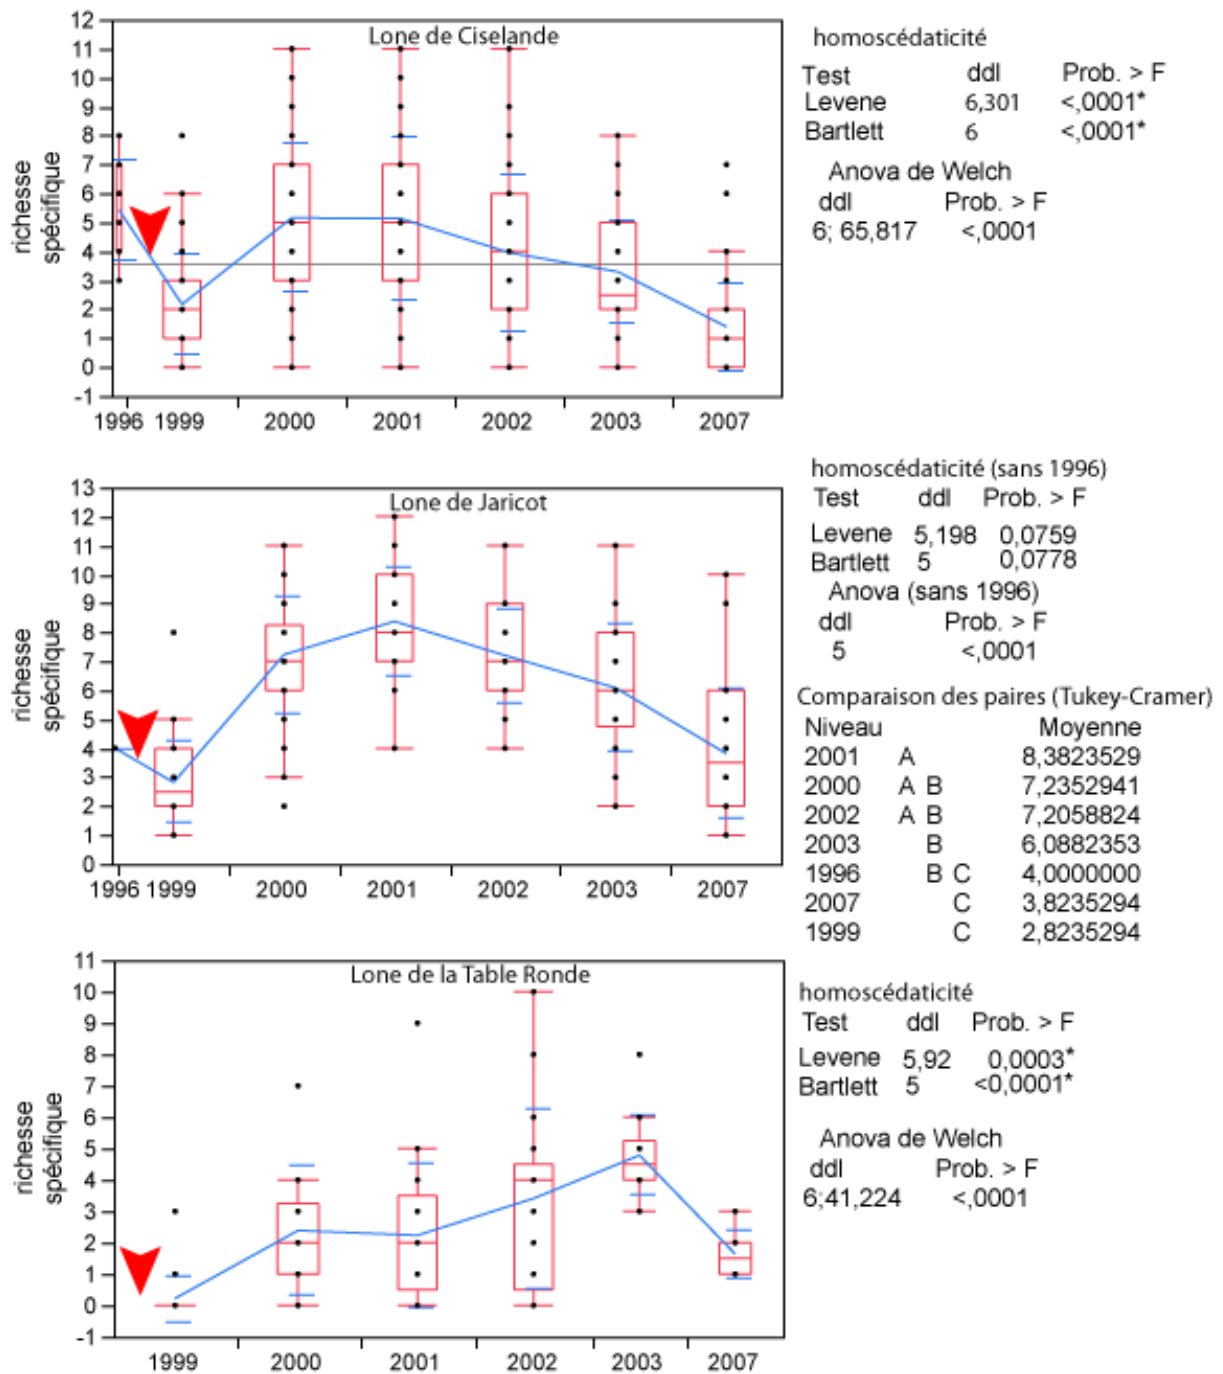 Lone de Ciselande
richesse
spécifique
12
11
10
9
8
7
6
5
4
3
2
1
0
-1
1996 1999 2000 2001 2002 2003 2007
homoscédaticité
Test ddl Prob. > F
Levene 6,301 <,0001*
Bartlett 6 <,0001*
Anova de Welch
ddl Prob. > F
6; 65,817 <,0001
Lone de Jaricot
richesse
spécifique
13
12
11
10
9
8
7
6
5
4
3
2
1
0
1996 1999 2000 2001 2002 2003 2007
homoscédaticité (sans 1996)
Test ddl Prob. > F
Levene 5,198 0,0759
Bartlett 5 0,0778
Anova (sans 1996)
ddl Prob. > F
5 <,0001
Comparaison des paires (Tukey-Cramer)
Niveau Moyenne
2001 A 8,3823529
2000 A B 7,2352941
2002 A B 7,2058824
2003 B 6,0882353
1996 B C 4,0000000
2007 C 3,8235294
1999 C 2,8235294
Lone de la Table Ronde
richesse
spécifique
11
10
9
8
7
6
5
4
3
2
1
0
-1
1999 2000 2001 2002 2003 2007
homoscédaticité
Test ddl Prob. > F
Levene 5,92 0,0003*
Bartlett 5 <0,0001*
Anova de Welch
ddl Prob. > F
6;41,224 <,0001